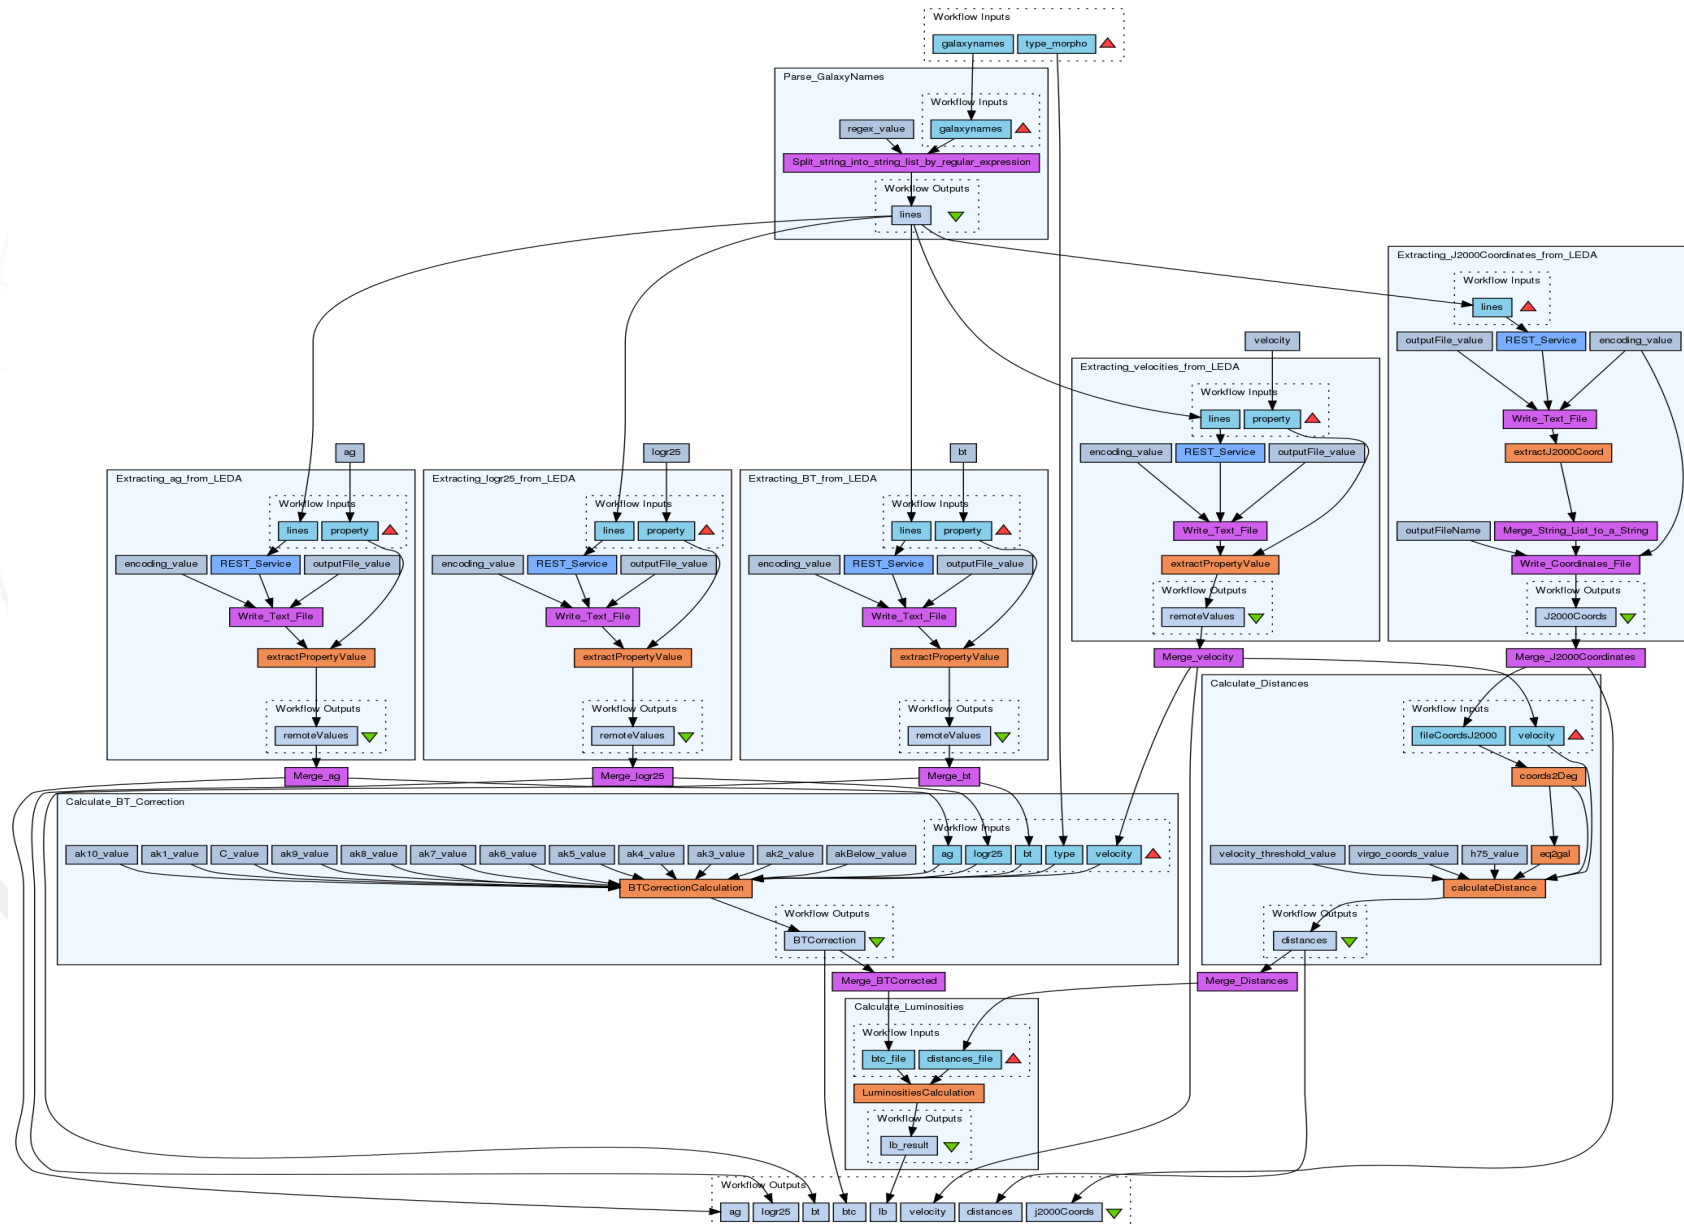 Workflow Inputs
galaxynames type_morpho
Parse_GalaxyNames
Workflow Inputs
regex_value galaxynames
Split_string_into_string_list_by_regular_expression
Workflow Outputs
lines
Extracting_J2000Coordinates_from_LEDA
Workflow Inputs
lines
outputFile_value REST_Service encoding_value
Write_Text_File
extractJ2000Coord
outputFileName Merge_String_List_to_a_String
Write_Coordinates_File
Workflow Outputs
J2000Coords
Merge_J2000Coordinates
velocity
Extracting_velocities_from_LEDA
Workflow Inputs
lines property
encoding_value REST_Service outputFile_value
Write_Text_File
extractPropertyValue
Workflow Outputs
remoteValues
Merge_velocity
ag
Extracting_ag_from_LEDA
Workflow Inputs
lines property
encoding_value REST_Service outputFile_value
Write_Text_File
extractPropertyValue
Workflow Outputs
remoteValues
Merge_ag
logr25
Extracting_logr25_from_LEDA
Workflow Inputs
lines property
encoding_value REST_Service outputFile_value
Write_Text_File
extractPropertyValue
Workflow Outputs
remoteValues
Merge_logr25
bt
Extracting_BT_from_LEDA
Workflow Inputs
lines property
encoding_value REST_Service outputFile_value
Write_Text_File
extractPropertyValue
Workflow Outputs
remoteValues
Merge_bt
Calculate_Distances
Workflow Inputs
fileCoordsJ2000 velocity
coords2Deg
velocity_threshold_value virgo_coords_value h75_value eq2gal
calculateDistance
Workflow Outputs
distances
Merge_Distances
Calculate_BT_Correction
Workflow Inputs
ak10_value ak1_value C_value ak9_value ak8_value ak7_value ak6_value ak5_value ak4_value ak3_value ak2_value akBelow_value ag logr25 bt type velocity
BTCorrectionCalculation
Workflow Outputs
BTCorrection
Merge_BTCorrected
Calculate_Luminosities
Workflow Inputs
btc_file distances_file
LuminositiesCalculation
Workflow Outputs
lb_result
Workflow Outputs
ag logr25 bt btc lb velocity distances j2000Coords